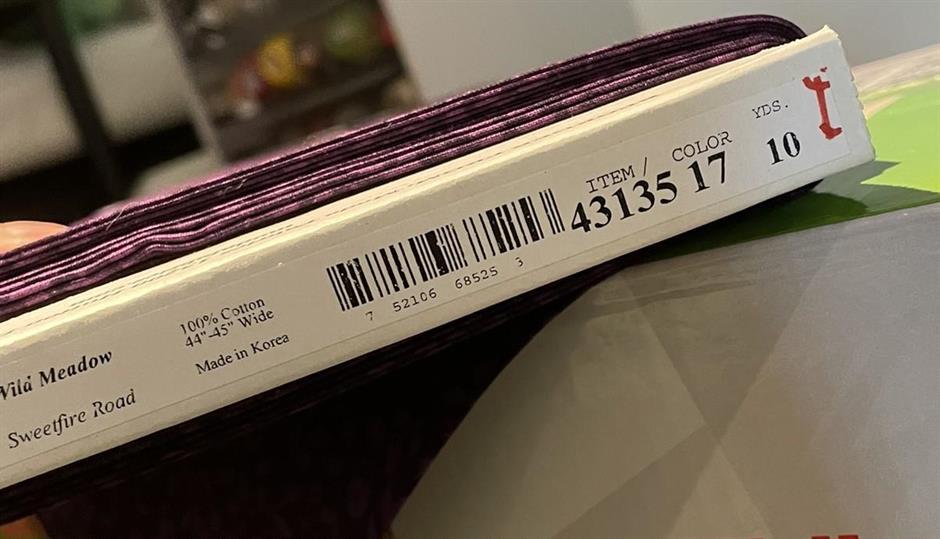 Wild Meadow
Sweetfire Road
100% Cotton
44"-45" Wide
Made in Korea
7 52106 68525 3
ITEM/ COLOR YDS.
43135 17 10